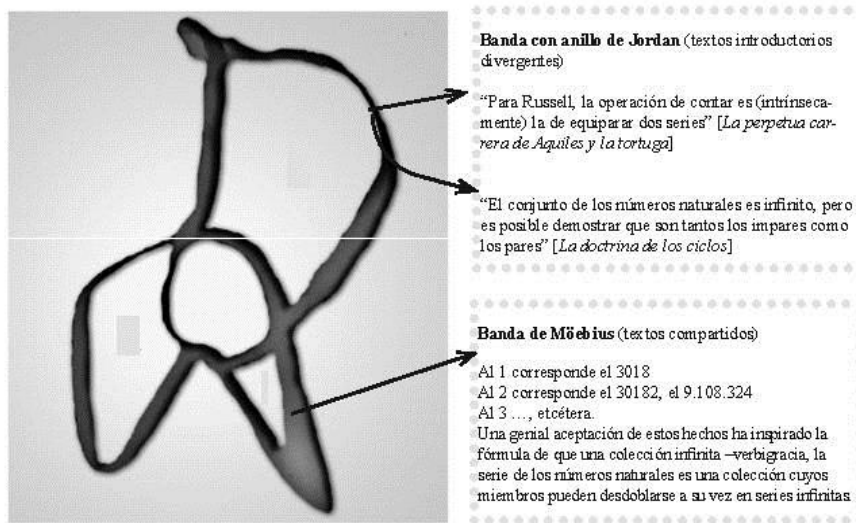 Banda con anillo de Jordan (textos introductorios
divergentes)
“Para Russell, la operación de contar es (intrínseca-
mente) la de equiparar dos series” [La perpetua car-
rera de Aquiles y la tortuga]
“El conjunto de los números naturales es infinito, pero
es posible demostrar que son tantos los impares como
los pares” [La doctrina de los ciclos]
Banda de Möebius (textos compartidos)
Al 1 corresponde el 3018
Al 2 corresponde el 30182, el 9.108.324
Al 3 …, etcétera.
Una genial aceptación de estos hechos ha inspirado la
fórmula de que una colección infinita –verbigracia, la
serie de los números naturales es una colección cuyos
miembros pueden desdoblarse a su vez en series infinitas.